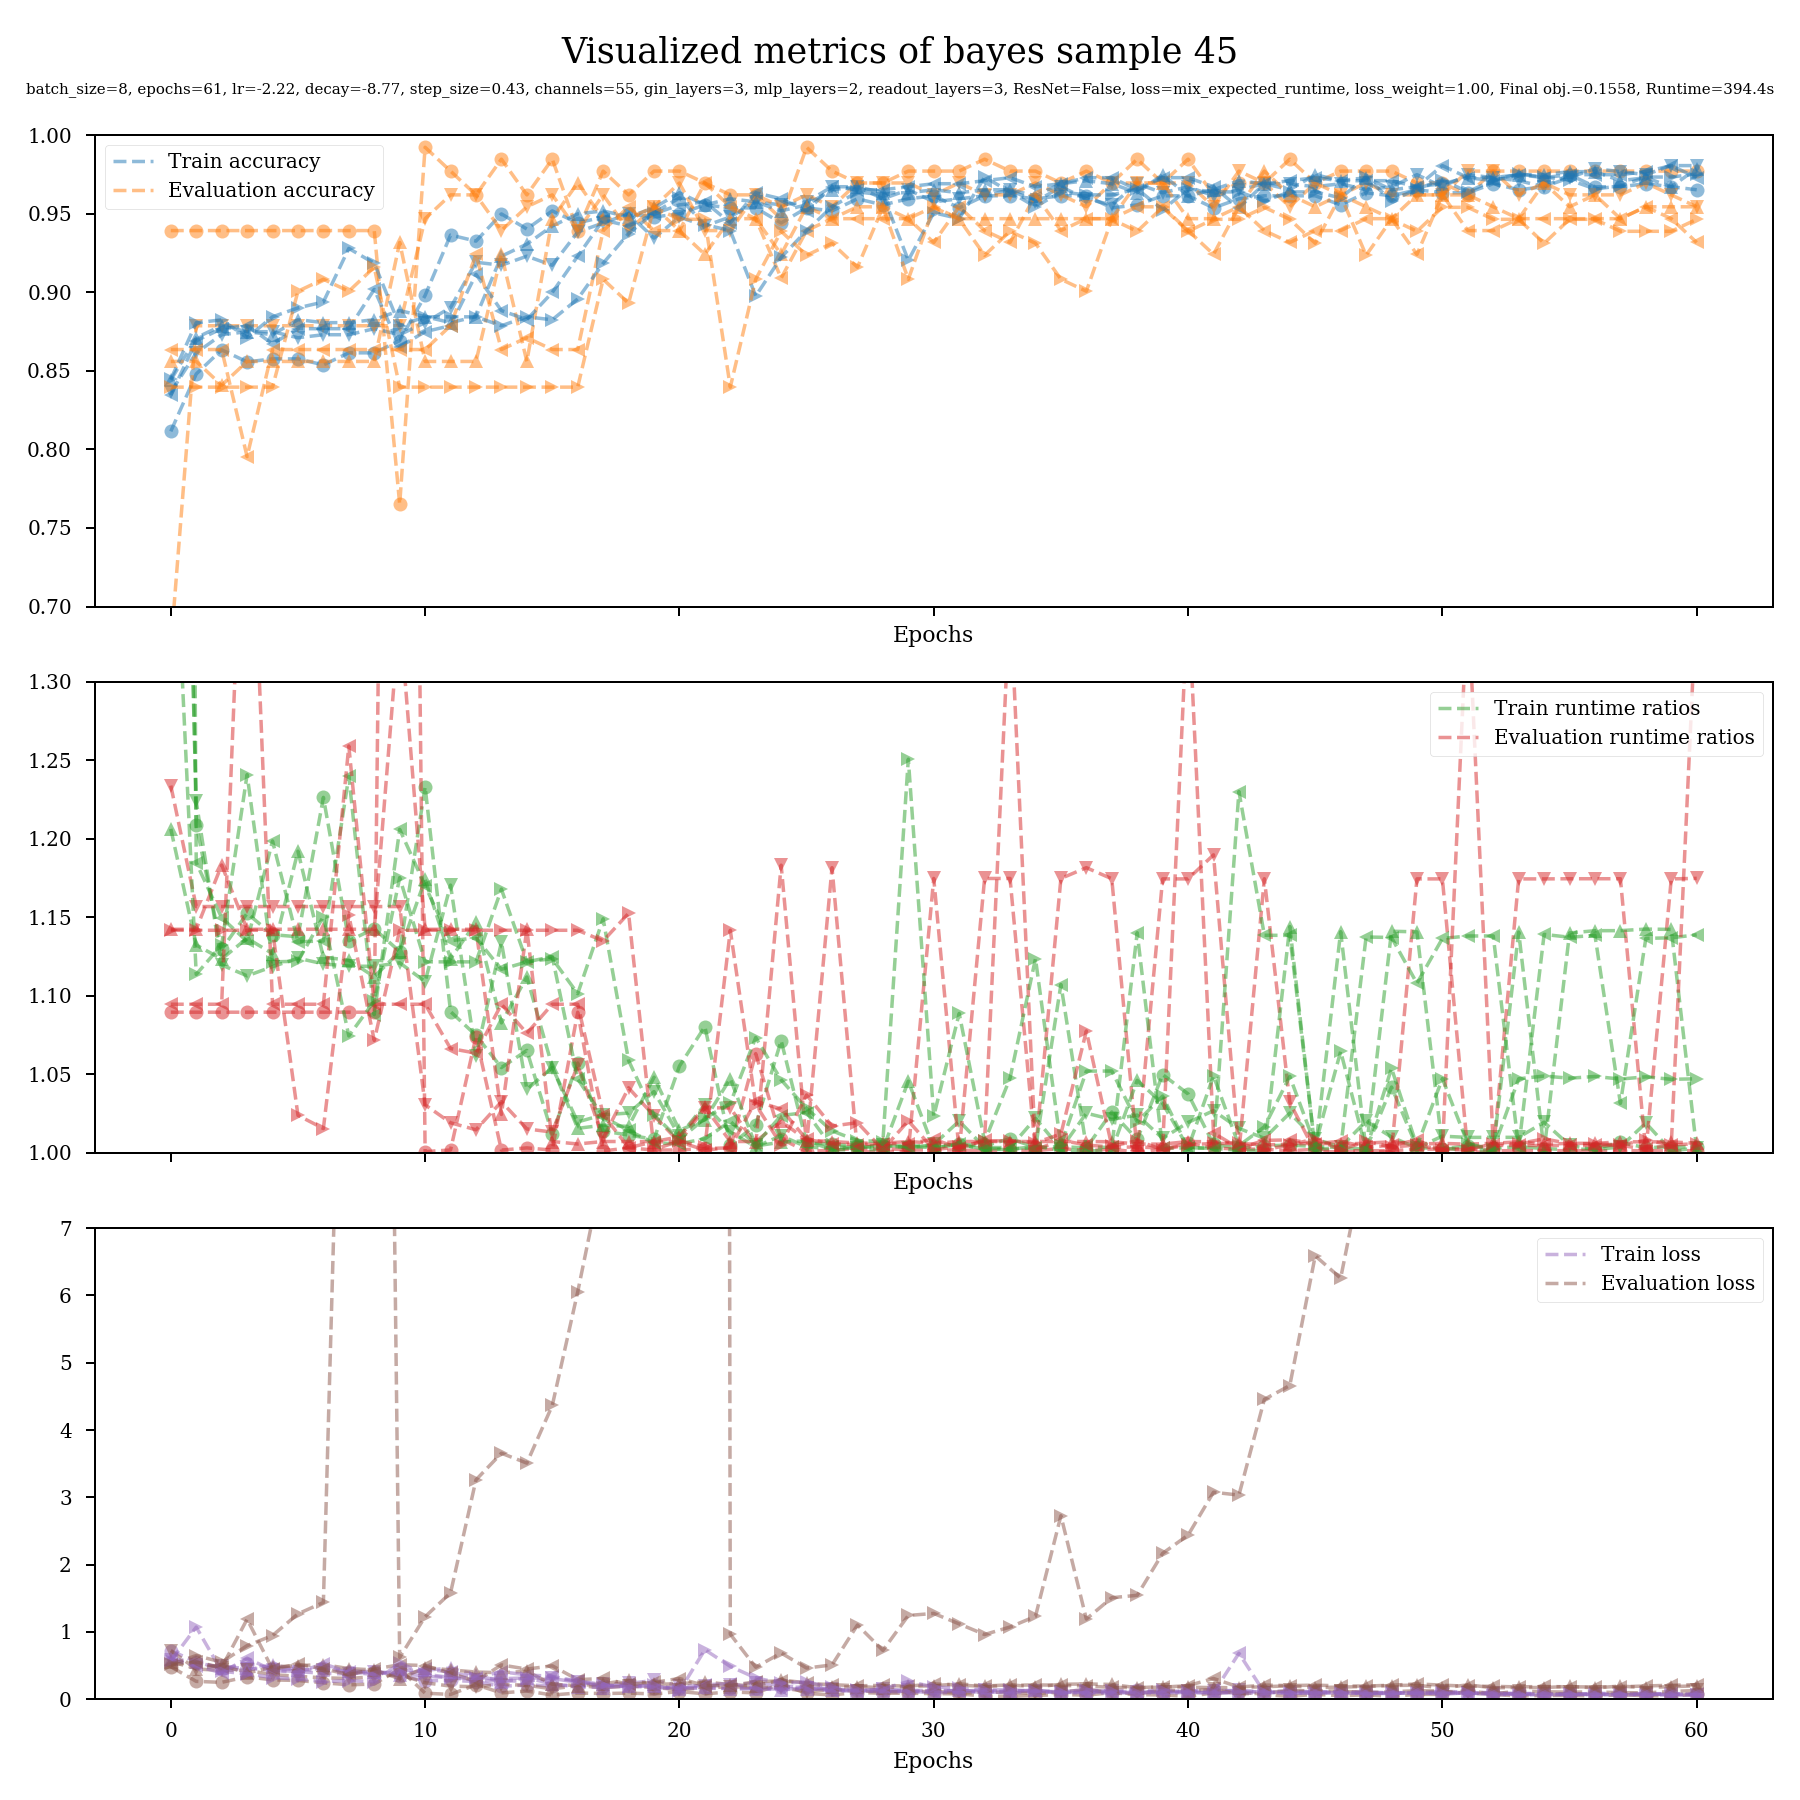 Visualized metrics of bayes sample 45
batch_size=8, epochs=61, lr=-2.22, decay=-8.77, step_size=0.43, channels=55, gin_layers=3, mlp_layers=2, readout_layers=3, ResNet=False, loss=mix_expected_runtime, loss_weight=1.00, Final obj.=0.1558, Runtime=394.4s
1.00
0.95
0.90
0.85
0.80
0.75
0.70
Train accuracy
Evaluation accuracy
Epochs
1.30
1.25
1.20
1.15
1.10
1.05
1.00
Train runtime ratios
Evaluation runtime ratios
Epochs
7
6
5
4
3
2
1
0
Train loss
Evaluation loss
0 10 20 30 40 50 60
Epochs